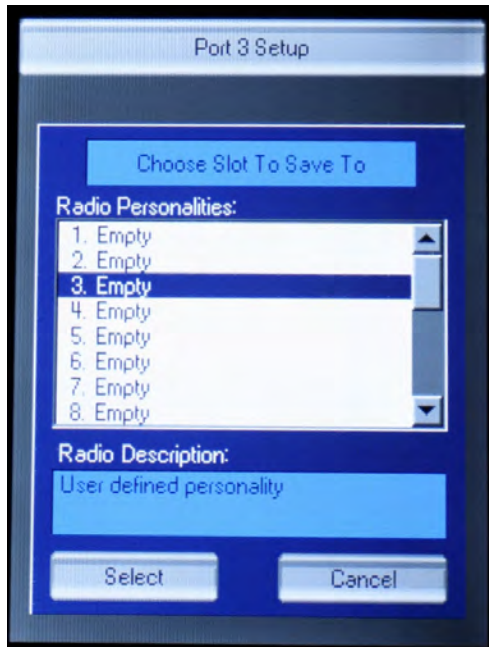 Port 3 Setup
Choose Slot To Save To
Radio Personalities:
1. Empty
2. Empty
3. Empty
4. Empty
5. Empty
6. Empty
7. Empty
8. Empty
Radio Description:
User defined personality
Select
Cancel